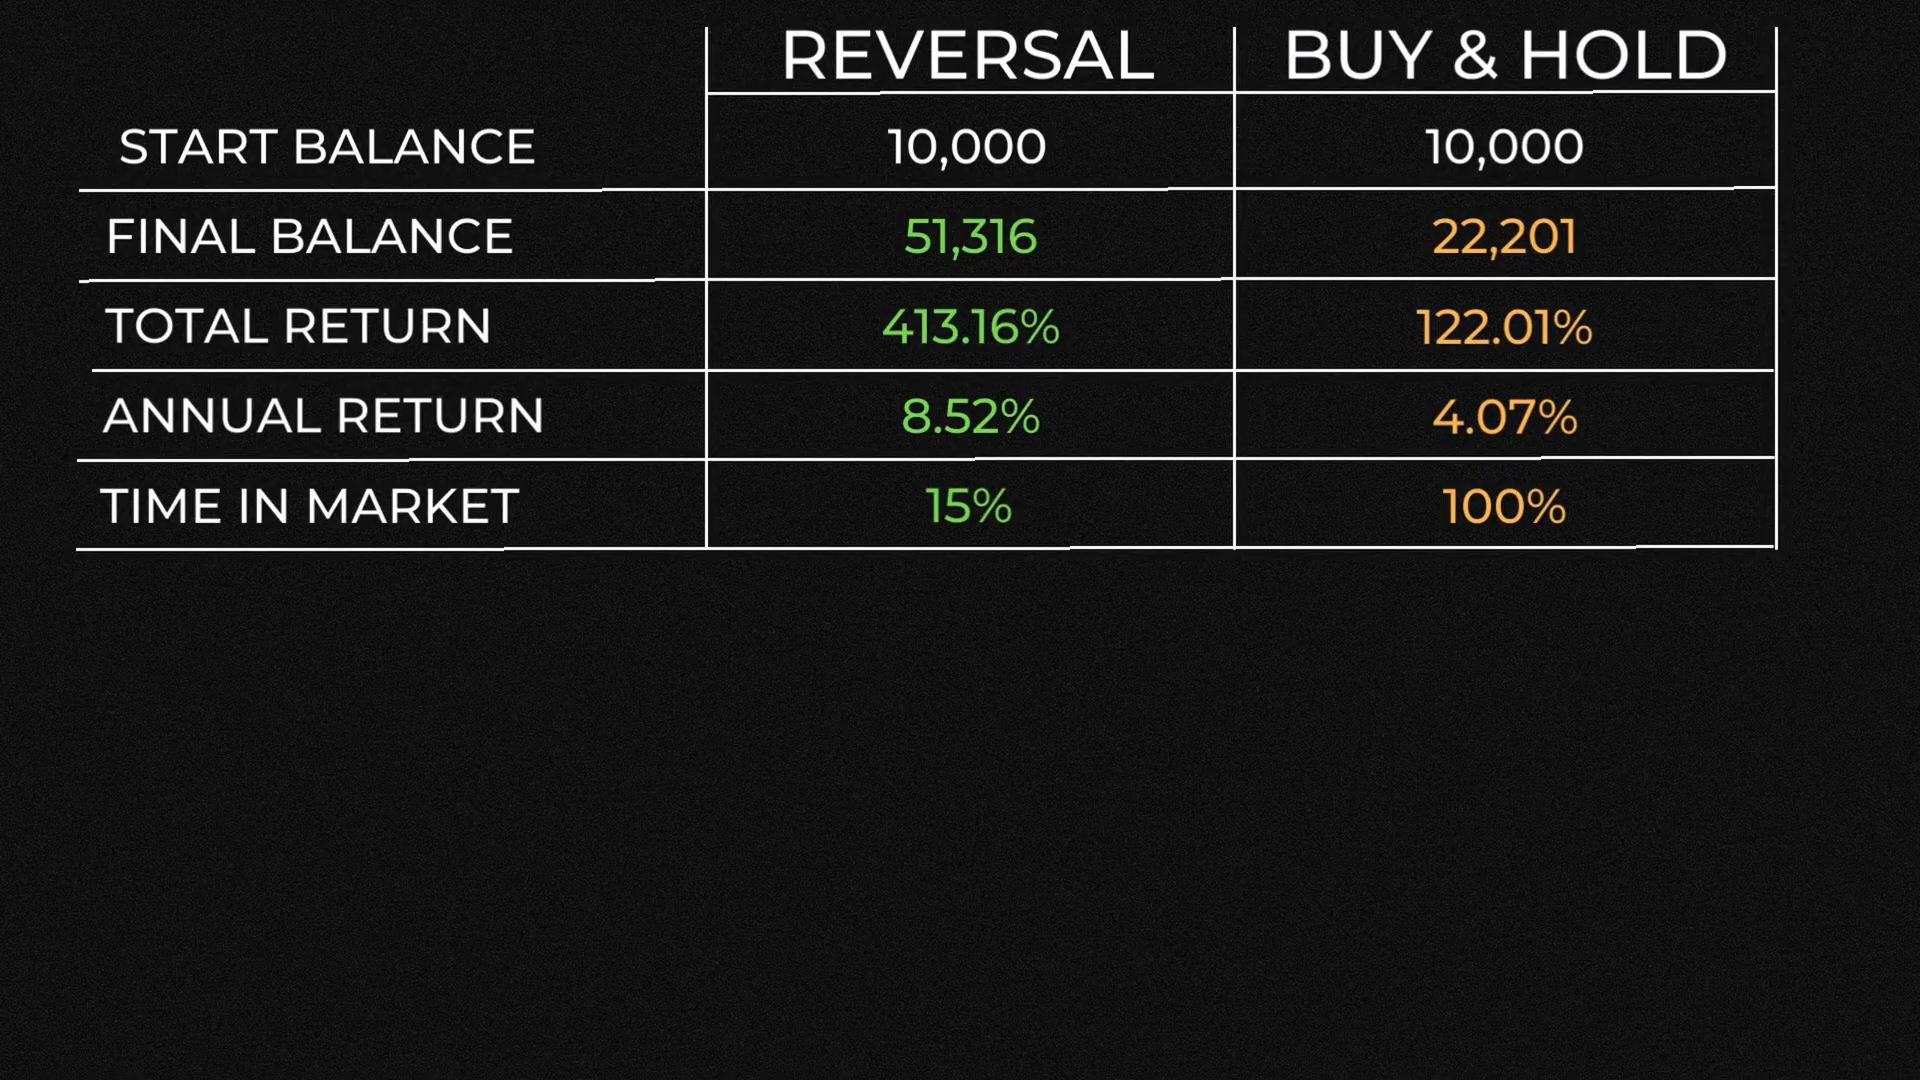 REVERSAL BUY & HOLD
START BALANCE 10,000 10,000
FINAL BALANCE 51,316 22,201
TOTAL RETURN 413.16% 122.01%
ANNUAL RETURN 8.52% 4.07%
TIME IN MARKET 15% 100%